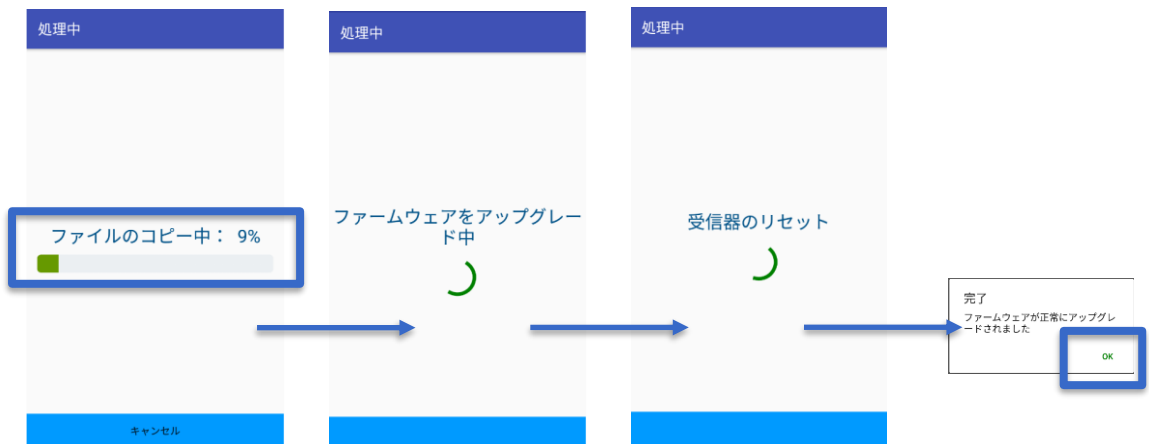 処理中
ファイルのコピー中： 9%
キャンセル
処理中
ファームウェアをアップグレー
ド中
処理中
受信器のリセット
完了
ファームウェアが正常にアップグレ
ードされました
OK